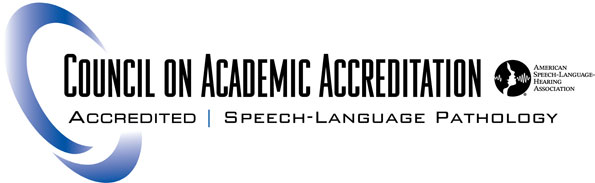 COUNCIL ON ACADEMIC ACCREDITATION
AMERICAN
SPEECH-LANGUAGE-
HEARING
ASSOCIATION
ACCREDITED | SPEECH-LANGUAGE PATHOLOGY